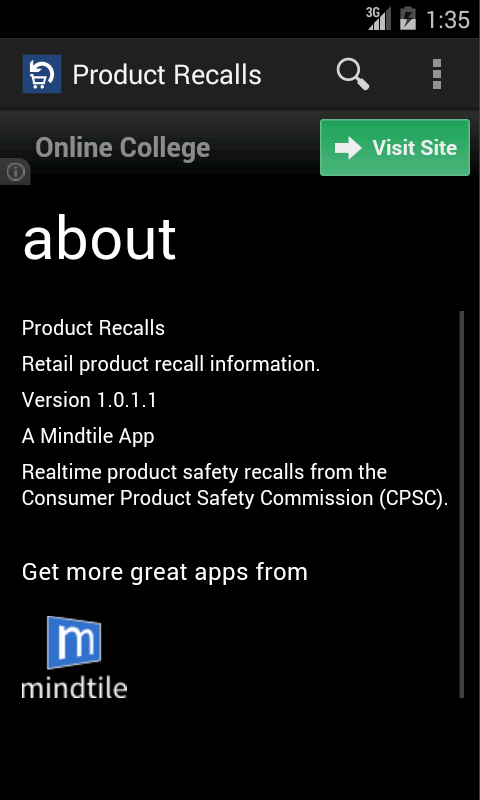 3G 1:35
Product Recalls
Online College
Visit Site
about
Product Recalls
Retail product recall information.
Version 1.0.1.1
A Mindtile App
Realtime product safety recalls from the
Consumer Product Safety Commission (CPSC).
Get more great apps from
m
mindtile